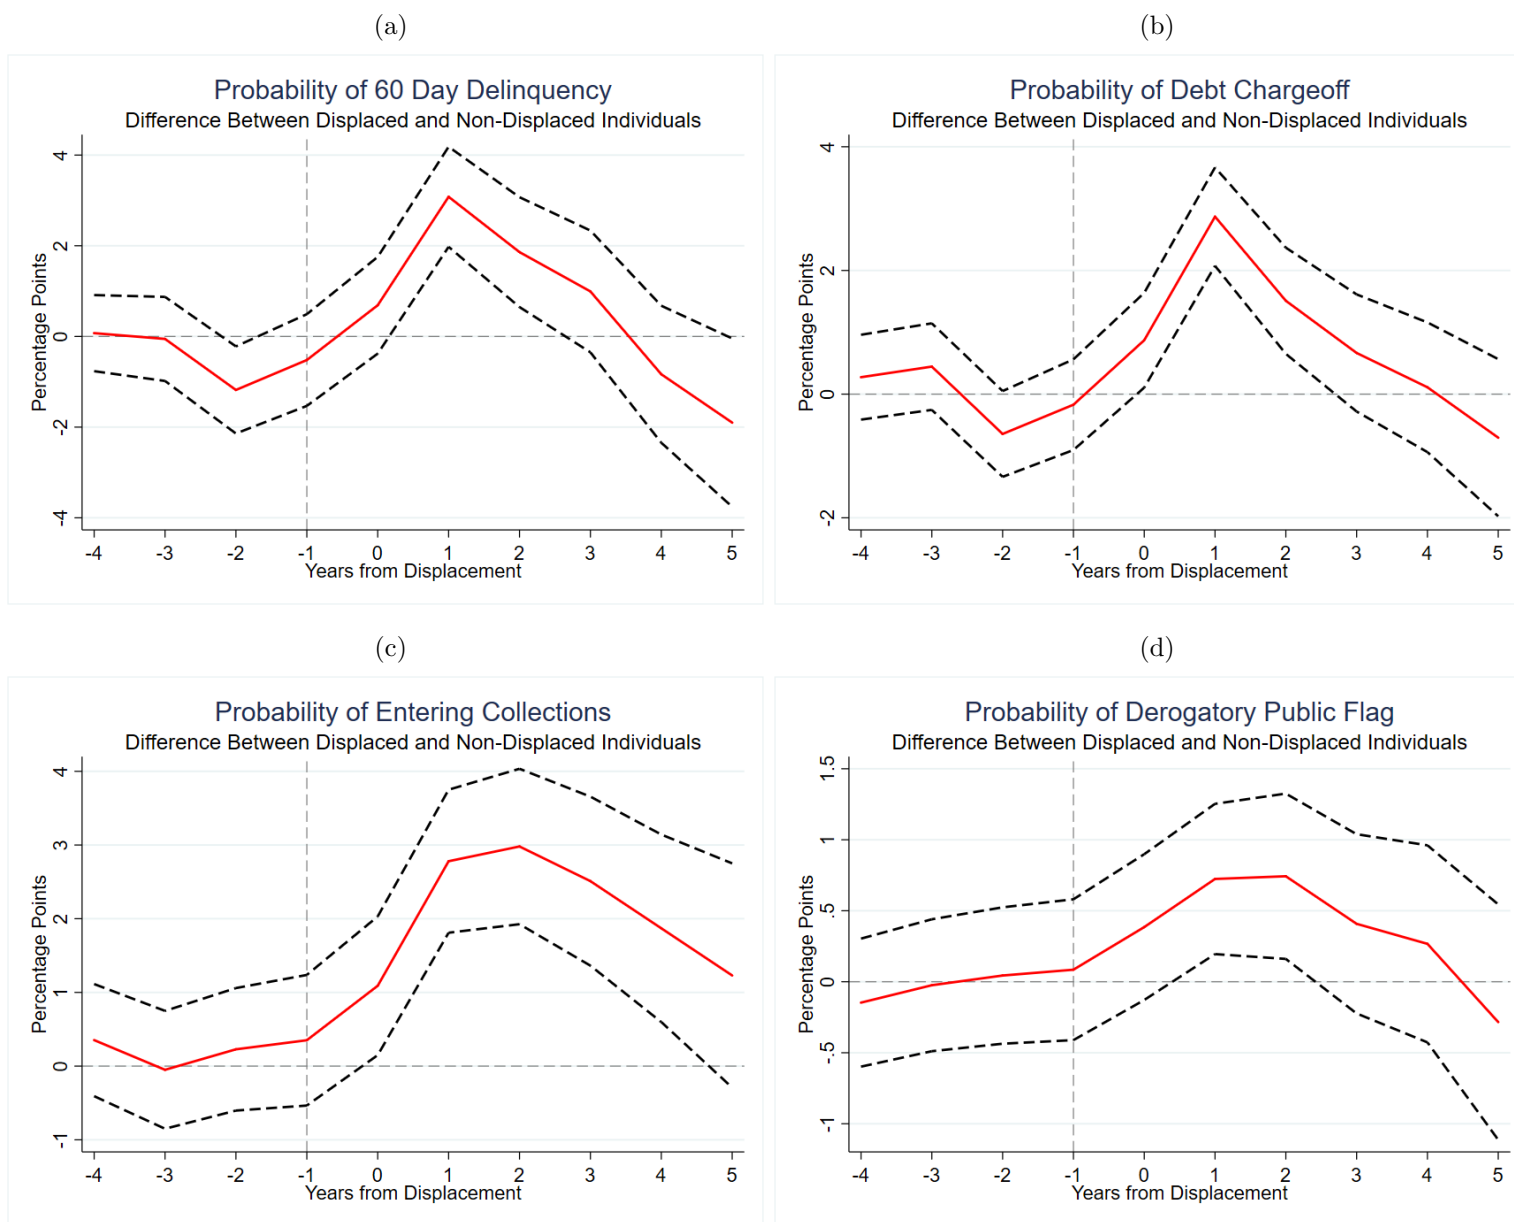 (a)
Probability of 60 Day Delinquency
Difference Between Displaced and Non-Displaced Individuals
Percentage Points
4
2
0
-2
-4
-4 -3 -2 -1 0 1 2 3 4 5
Years from Displacement
(b)
Probability of Debt Chargeoff
Difference Between Displaced and Non-Displaced Individuals
Percentage Points
4
2
0
-2
-4 -3 -2 -1 0 1 2 3 4 5
Years from Displacement
(c)
Probability of Entering Collections
Difference Between Displaced and Non-Displaced Individuals
Percentage Points
4
3
2
1
0
-1
-4 -3 -2 -1 0 1 2 3 4 5
Years from Displacement
(d)
Probability of Derogatory Public Flag
Difference Between Displaced and Non-Displaced Individuals
Percentage Points
1.5
1
.5
0
-.5
-1
-4 -3 -2 -1 0 1 2 3 4 5
Years from Displacement